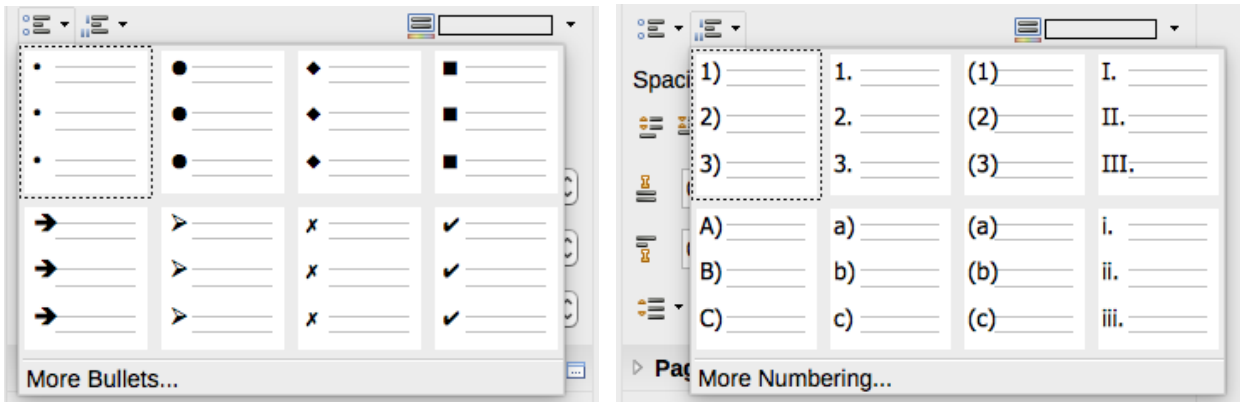 More Bullets...
Spaci
1) 1. (1) I.
2) 2. (2) II.
3) 3. (3) III.
A) a) (a) i.
B) b) (b) ii.
C) c) (c) iii.
Pag
More Numbering...